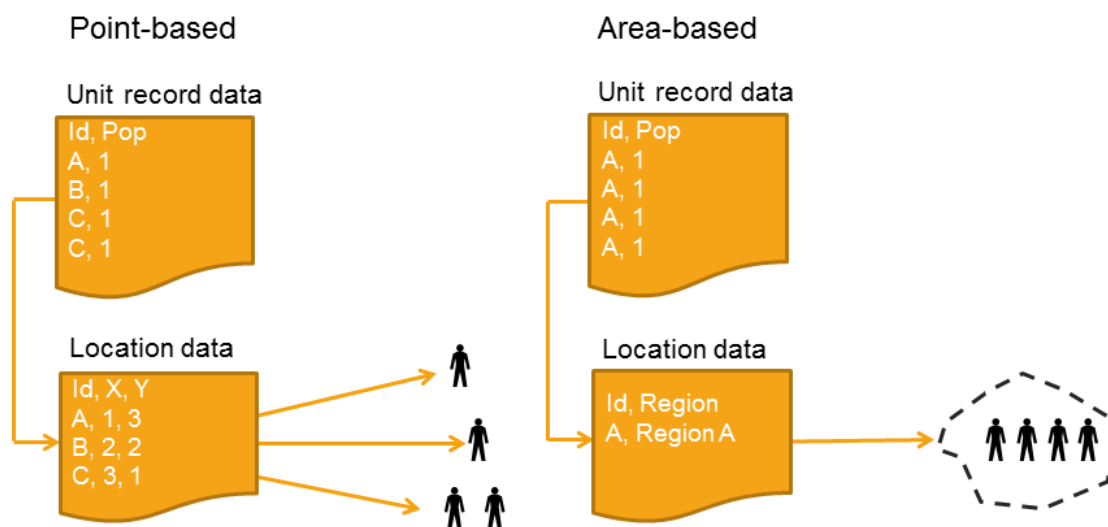 Point-based
Unit record data
Id, Pop
A, 1
B, 1
C, 1
C, 1
Location data
Id, X, Y
A, 1, 3
B, 2, 2
C, 3, 1
Area-based
Unit record data
Id, Pop
A, 1
A, 1
A, 1
A, 1
Location data
Id, Region
A, Region A